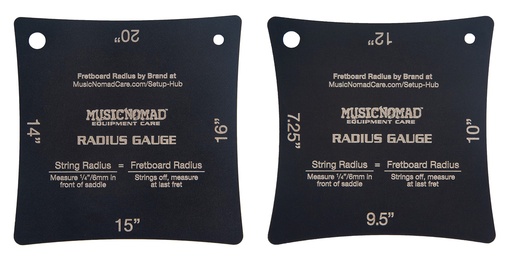 20"
Fretboard Radius by Brand at
MusicNomadCare.com/Setup-Hub
14"
16"
MUSICNOMAD
EQUIPMENT CARE
RADIUS GAUGE
String Radius = Fretboard Radius
Measure ¼"/6mm in
front of saddle
Strings off, measure
at last fret
15"
12"
Fretboard Radius by Brand at
MusicNomadCare.com/Setup-Hub
7.25"
10"
MUSICNOMAD
EQUIPMENT CARE
RADIUS GAUGE
String Radius = Fretboard Radius
Measure ¼"/6mm in
front of saddle
Strings off, measure
at last fret
9.5"